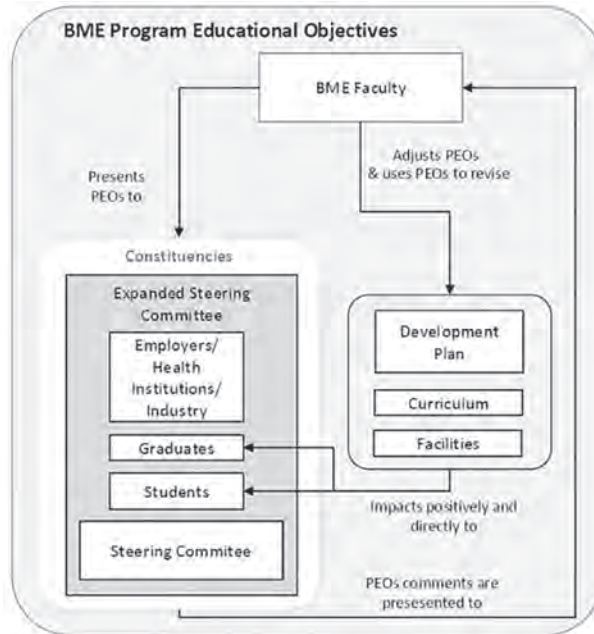 BME Program Educational Objectives
BME Faculty
Adjusts PEOs
& uses PEOs to revise
Presents
PEOs to
Constituencies
Expanded Steering
Committee
Employers/
Health
Institutions/
Industry
Graduates
Students
Steering Commitee
Development
Plan
Curriculum
Facilities
Impacts positively and
directly to
PEOs comments are
presesented to